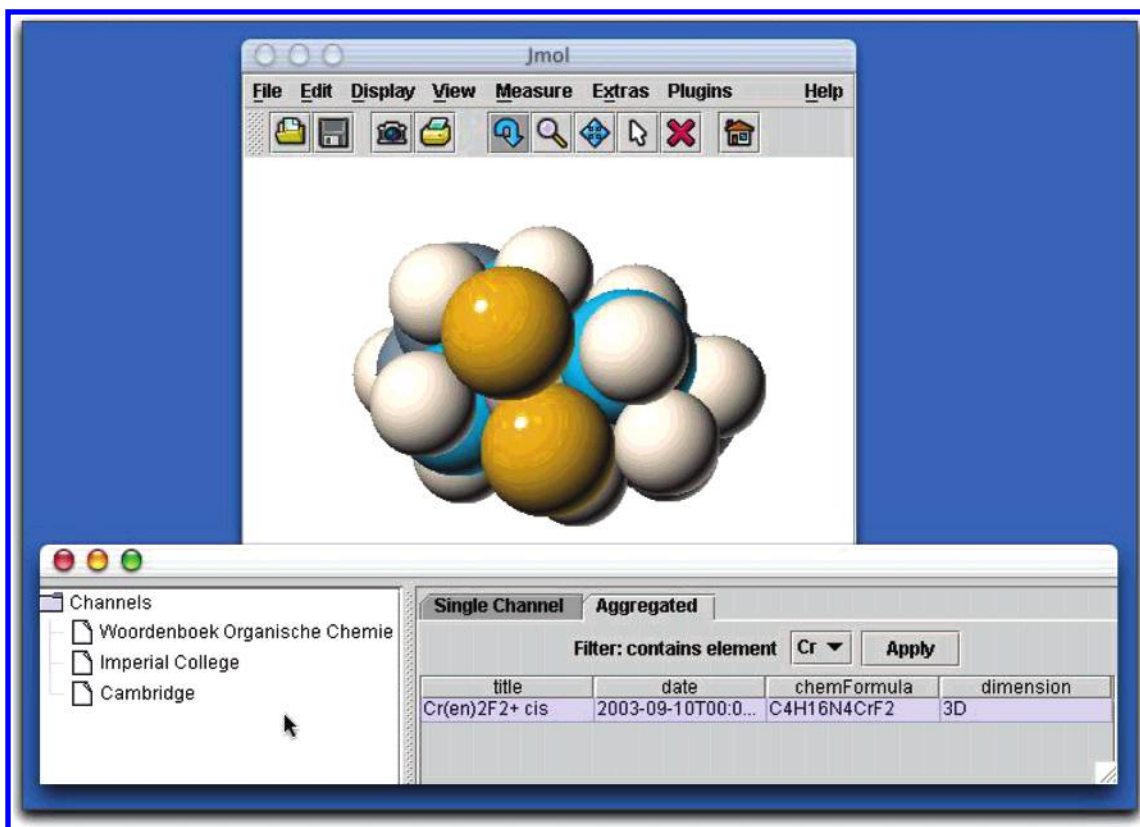 Jmol
File Edit Display View Measure Extras Plugins Help
Channels
Woordenboek Organische Chemie
Imperial College
Cambridge
Single Channel Aggregated
Filter: contains element Cr Apply
title date chemFormula dimension
Cr(en)2F2+ cis 2003-09-10T00:0... C4H16N4CrF2 3D